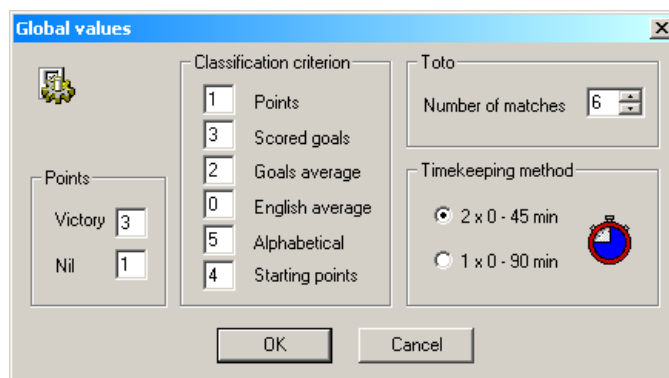 Global values
Classification criterion
1 Points
3 Scored goals
2 Goals average
0 English average
5 Alphabetical
4 Starting points
Points
Victory 3
Nil 1
Toto
Number of matches 6
Timekeeping method
2 x 0 - 45 min
1 x 0 - 90 min
OK
Cancel